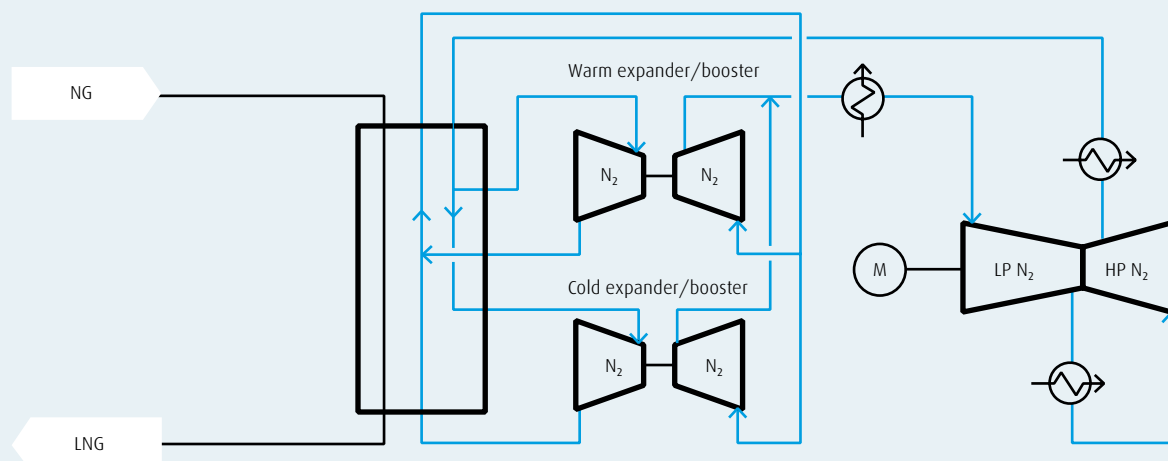 Warm expander/booster
NG
N₂
N₂
M
LP N₂
HP N₂
Cold expander/booster
N₂
N₂
LNG